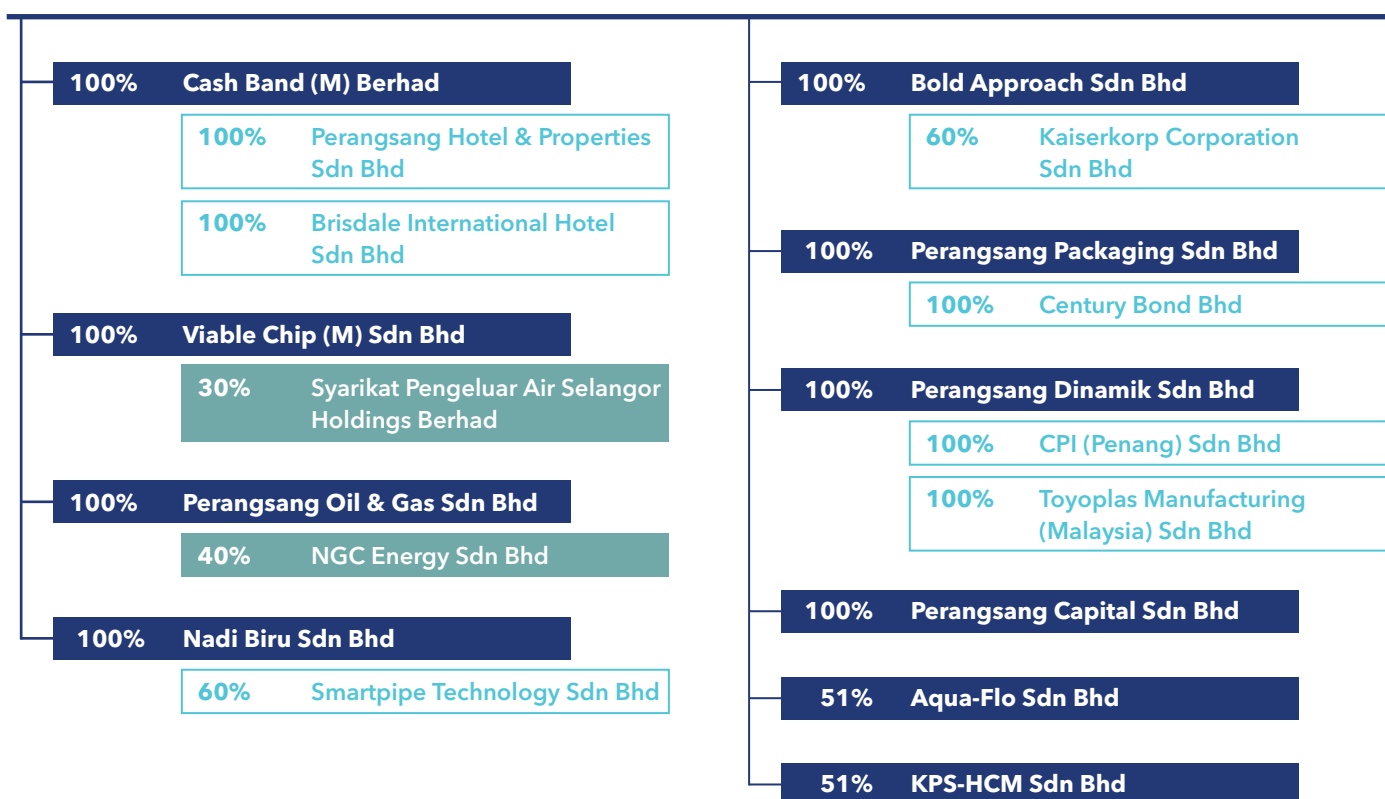 100% Cash Band (M) Berhad
100% Perangsang Hotel & Properties
Sdn Bhd
100% Brisdale International Hotel
Sdn Bhd
100% Viable Chip (M) Sdn Bhd
30% Syarikat Pengeluar Air Selangor
Holdings Berhad
100% Perangsang Oil & Gas Sdn Bhd
40% NGC Energy Sdn Bhd
100% Nadi Biru Sdn Bhd
60% Smartpipe Technology Sdn Bhd
100% Bold Approach Sdn Bhd
60% Kaiserkorp Corporation
Sdn Bhd
100% Perangsang Packaging Sdn Bhd
100% Century Bond Bhd
100% Perangsang Dinamik Sdn Bhd
100% CPI (Penang) Sdn Bhd
100% Toyoplas Manufacturing
(Malaysia) Sdn Bhd
100% Perangsang Capital Sdn Bhd
51% Aqua-Flo Sdn Bhd
51% KPS-HCM Sdn Bhd